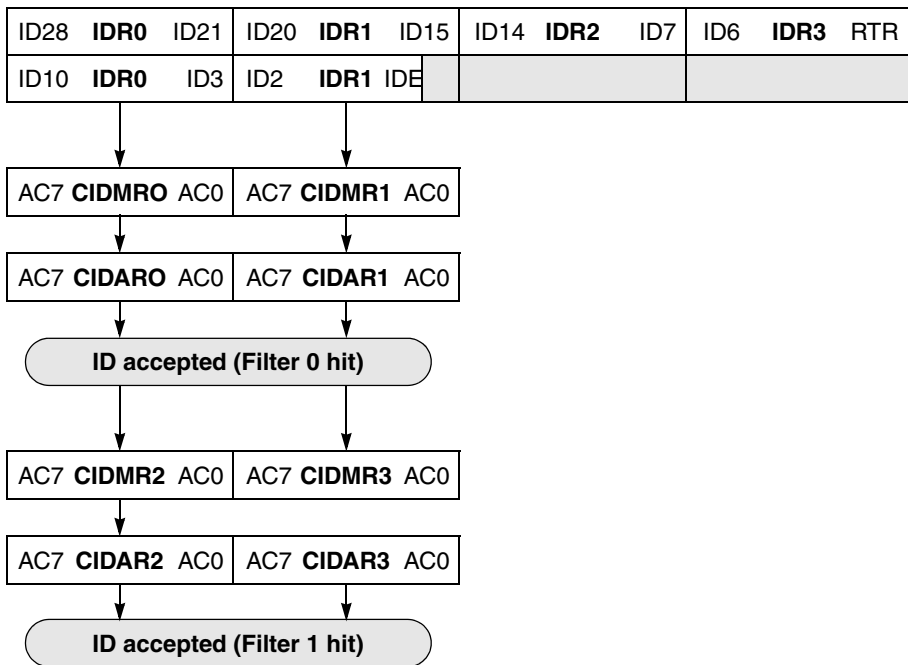 ID28 IDR0 ID21 ID20 IDR1 ID15 ID14 IDR2 ID7 ID6 IDR3 RTR
ID10 IDR0 ID3 ID2 IDR1 IDE
AC7 CIDMRO AC0 AC7 CIDMR1 AC0
AC7 CIDARO AC0 AC7 CIDAR1 AC0
ID accepted (Filter 0 hit)
AC7 CIDMR2 AC0 AC7 CIDMR3 AC0
AC7 CIDAR2 AC0 AC7 CIDAR3 AC0
ID accepted (Filter 1 hit)